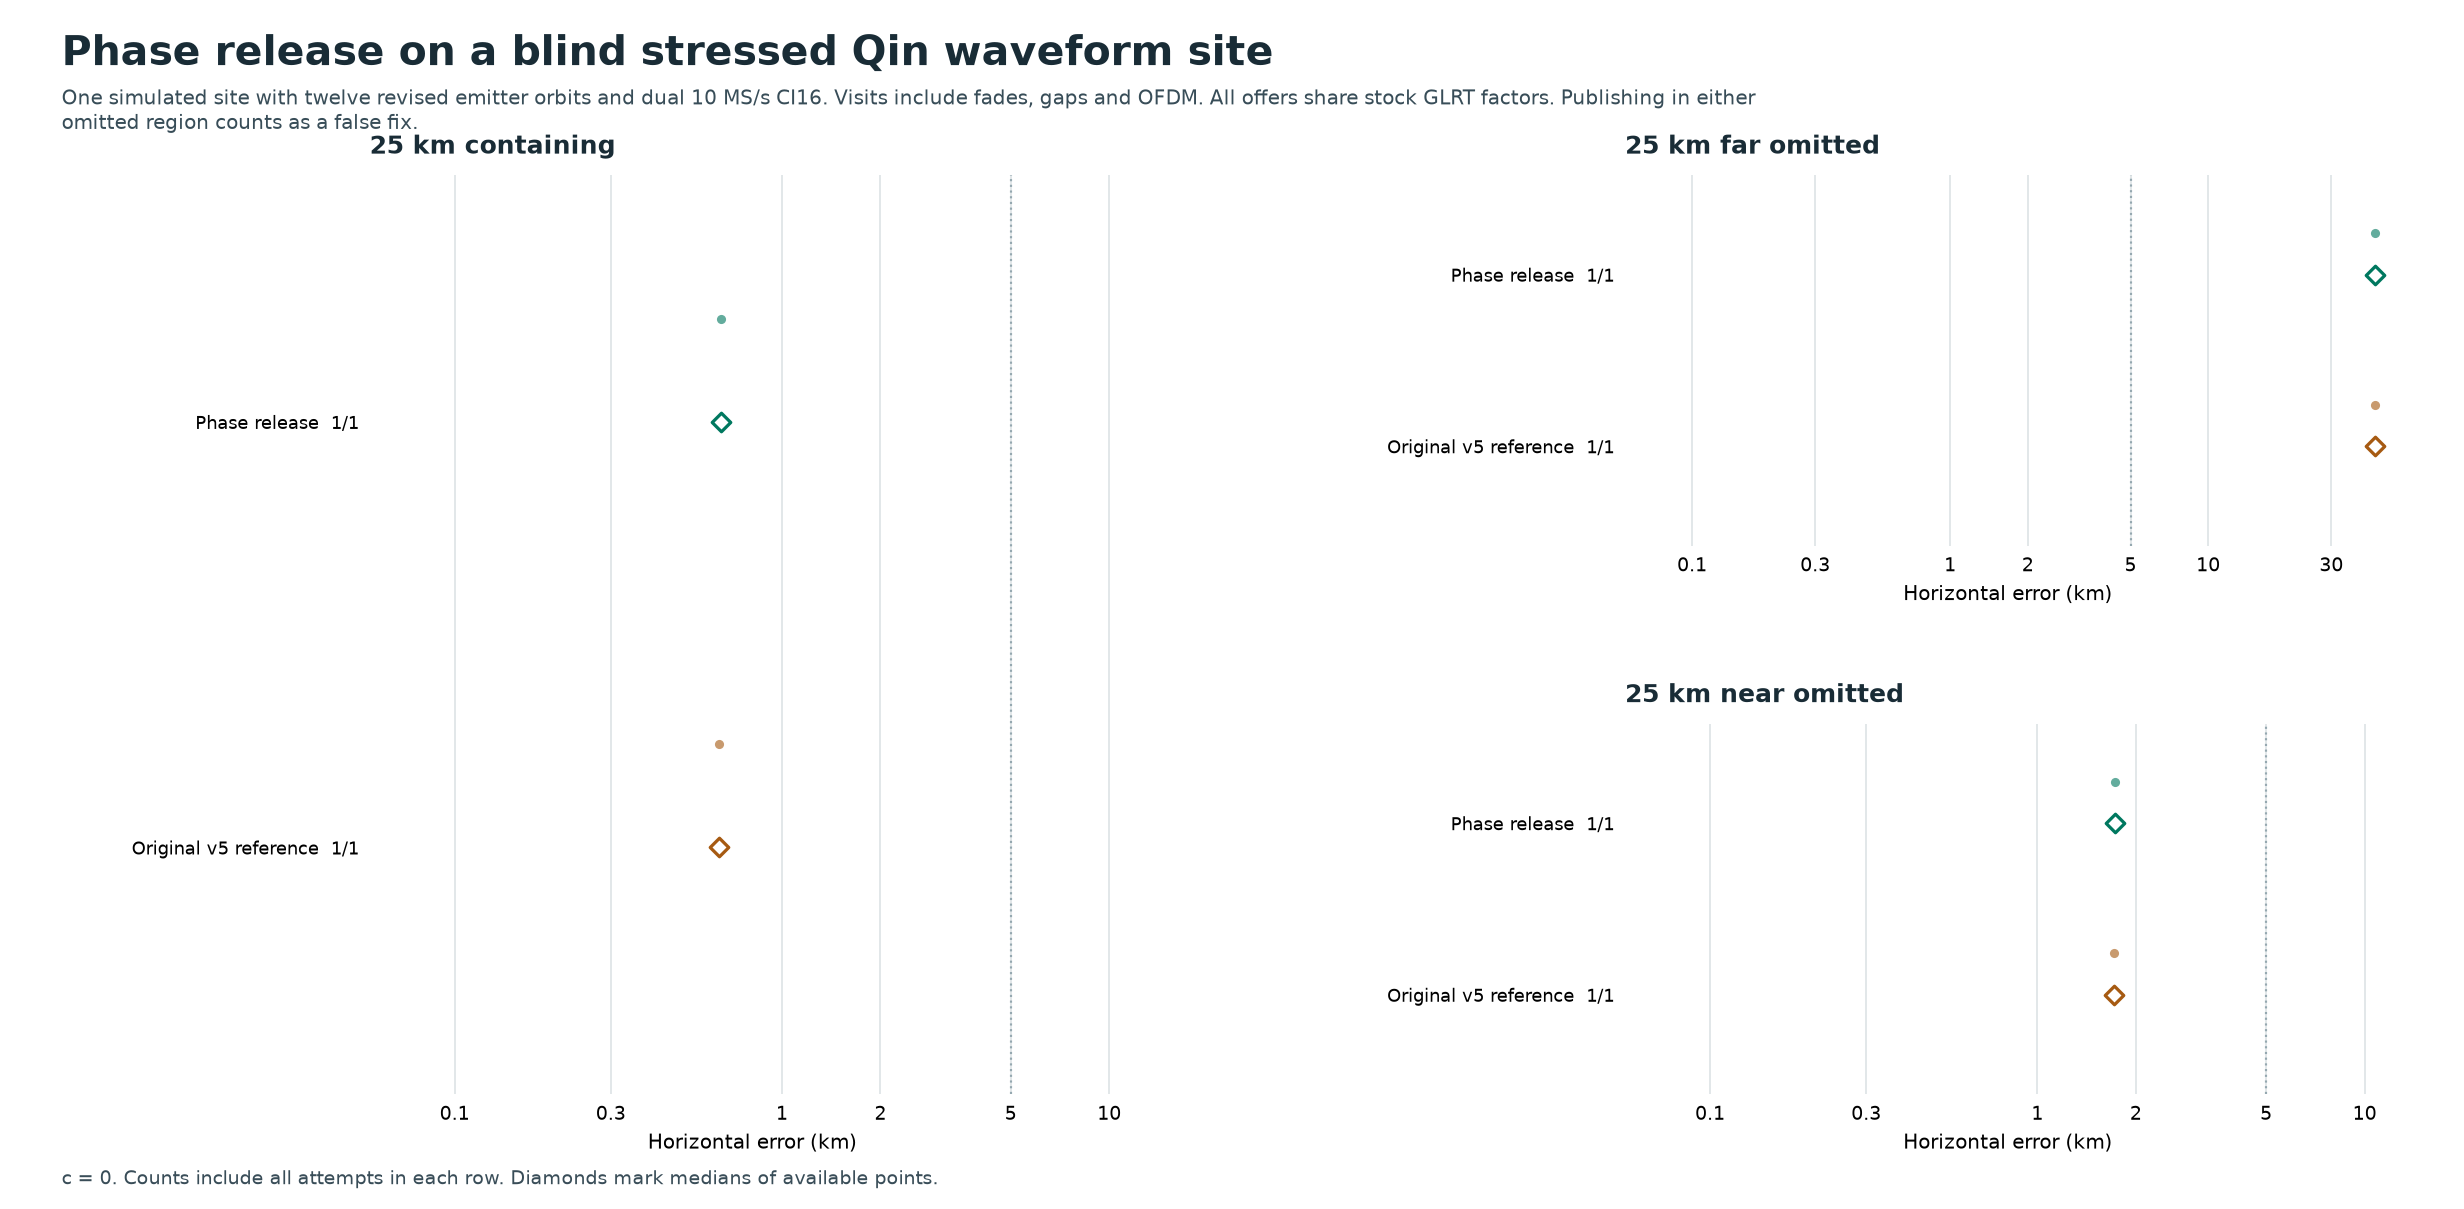 Phase release on a blind stressed Qin waveform site
One simulated site with twelve revised emitter orbits and dual 10 MS/s CI16. Visits include fades, gaps and OFDM. All offers share stock GLRT factors. Publishing in either
omitted region counts as a false fix.
25 km containing
Phase release 1/1
Original v5 reference 1/1
0.1 0.3 1 2 5 10
Horizontal error (km)
25 km far omitted
Phase release 1/1
Original v5 reference 1/1
0.1 0.3 1 2 5 10 30
Horizontal error (km)
25 km near omitted
Phase release 1/1
Original v5 reference 1/1
0.1 0.3 1 2 5 10
Horizontal error (km)
c = 0. Counts include all attempts in each row. Diamonds mark medians of available points.